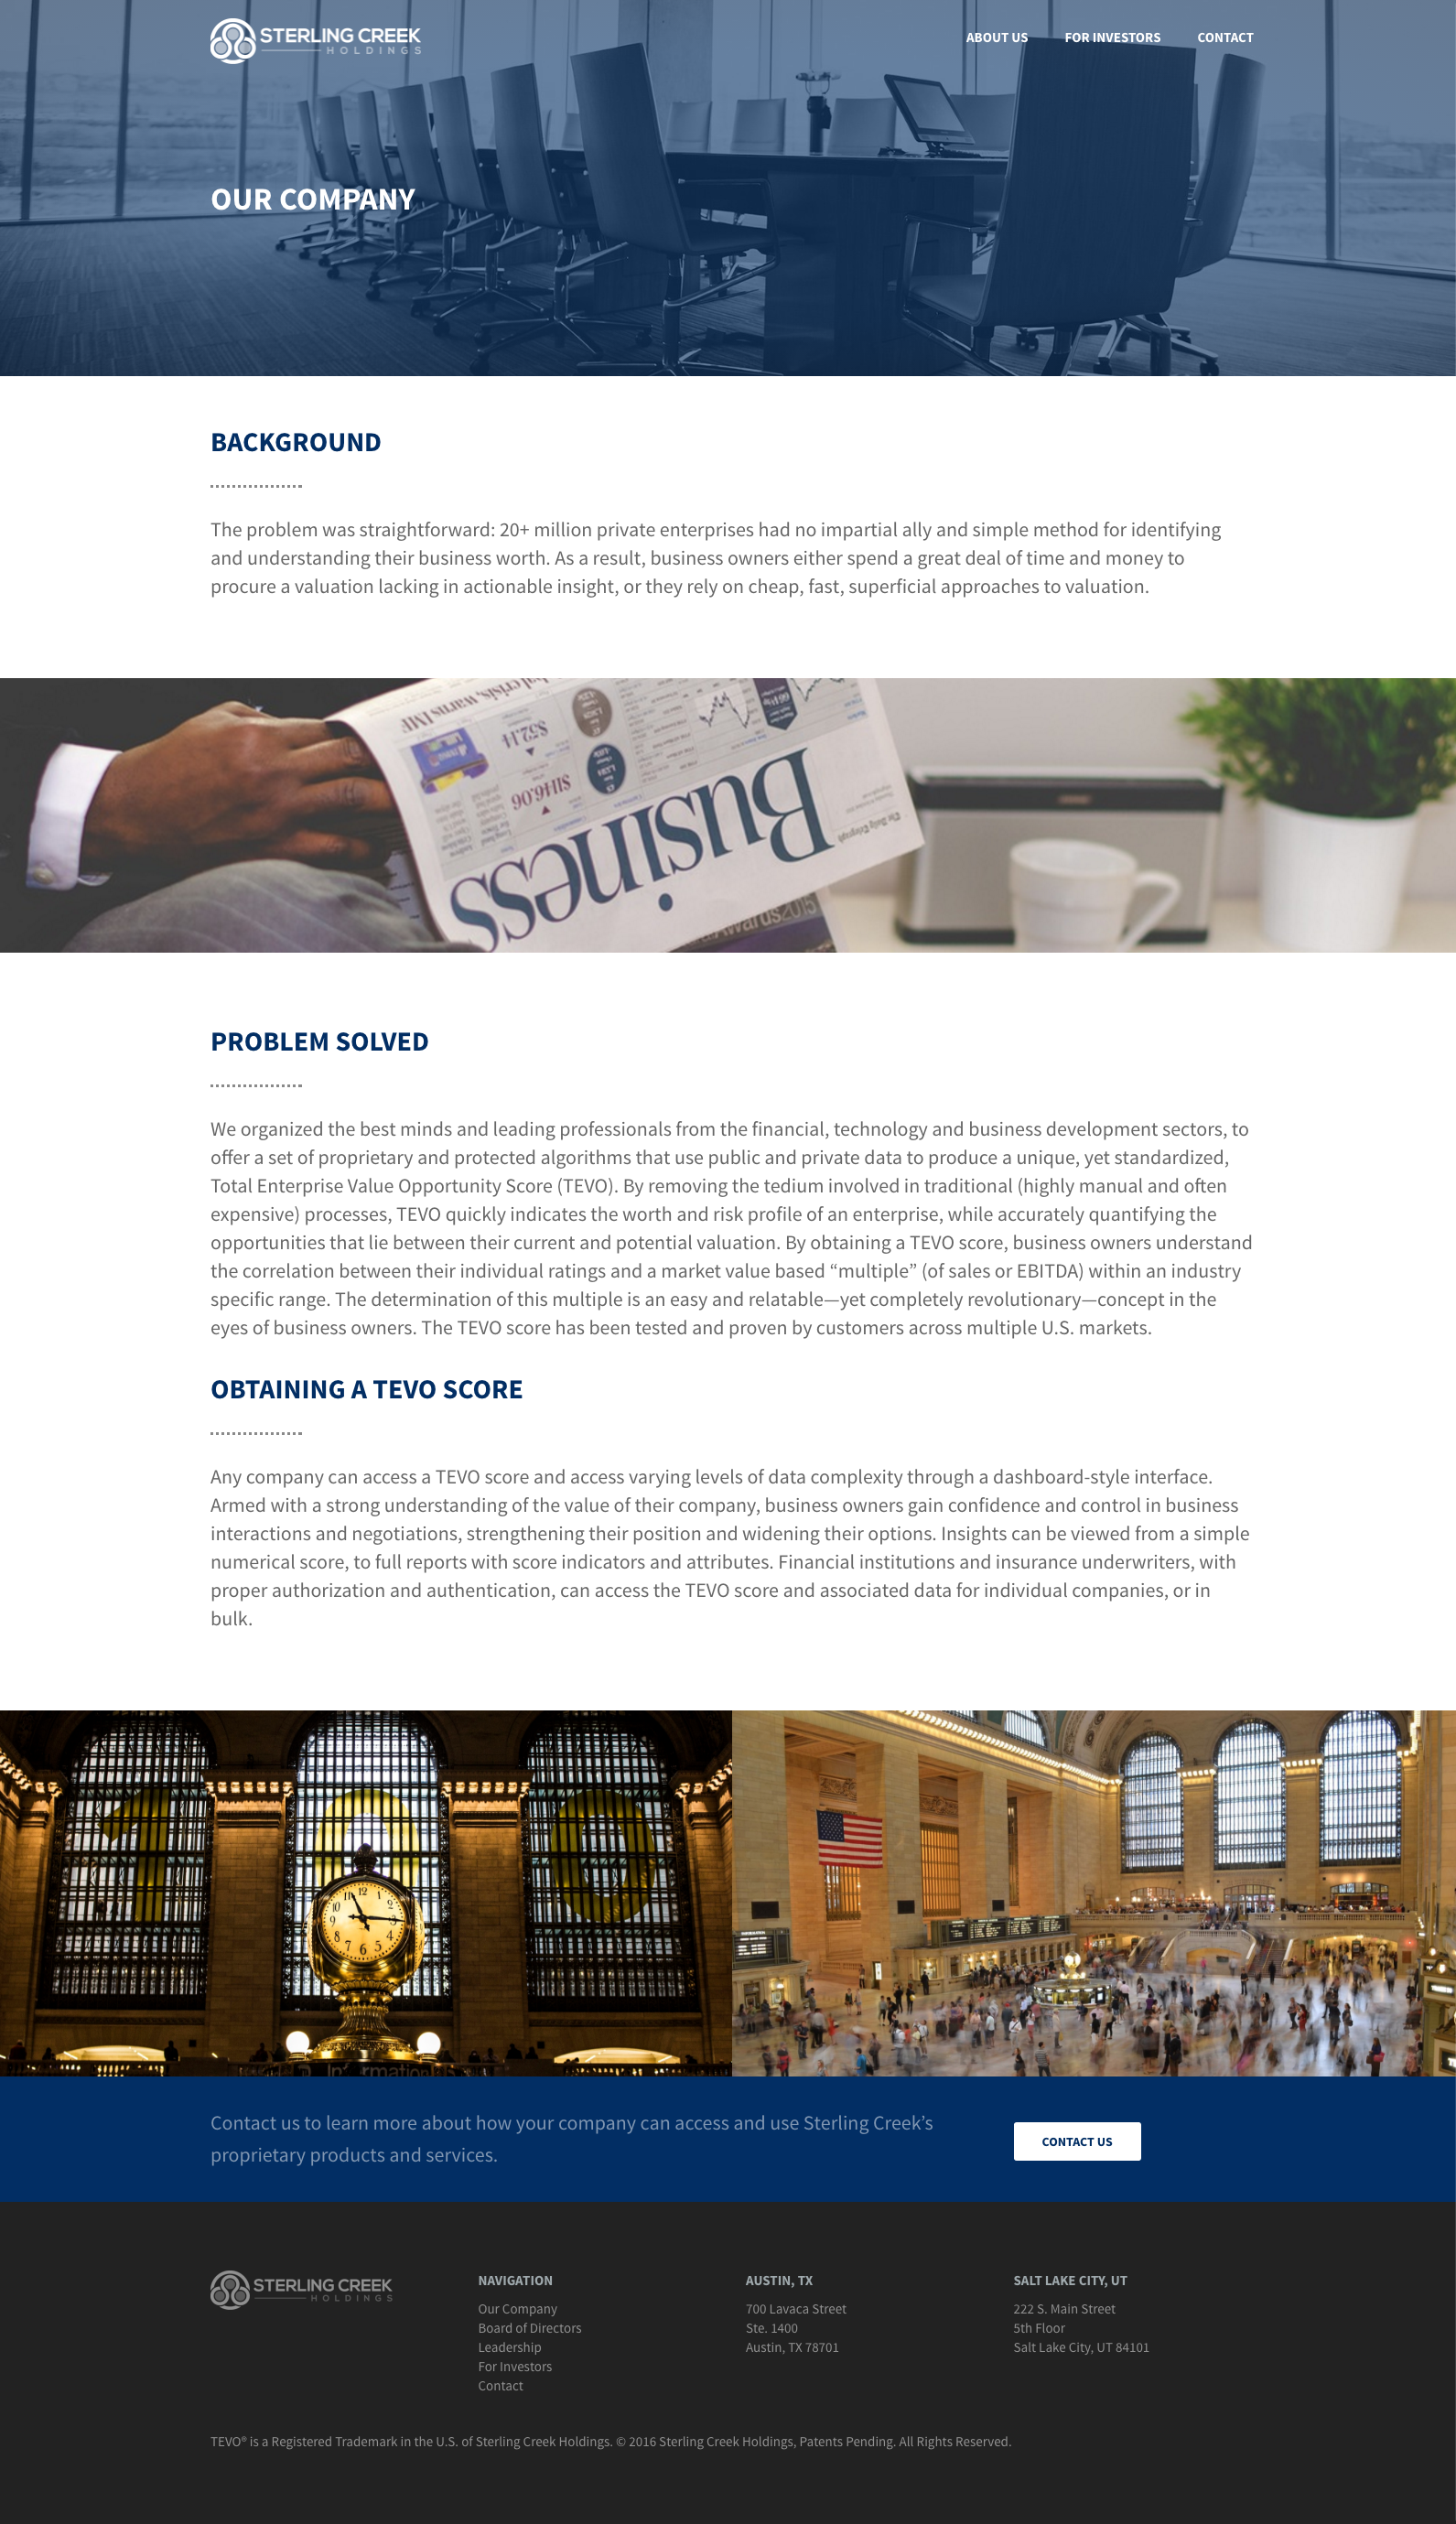 STERLING CREEK
HOLDINGS
ABOUT US
FOR INVESTORS
CONTACT
OUR COMPANY
BACKGROUND
The problem was straightforward: 20+ million private enterprises had no impartial ally and simple method for identifying
and understanding their business worth. As a result, business owners either spend a great deal of time and money to
procure a valuation lacking in actionable insight, or they rely on cheap, fast, superficial approaches to valuation.
warns IMF
$52.14
SH6.96
Business
The Daily Telegraph
Awards2015
PROBLEM SOLVED
We organized the best minds and leading professionals from the financial, technology and business development sectors, to
offer a set of proprietary and protected algorithms that use public and private data to produce a unique, yet standardized,
Total Enterprise Value Opportunity Score (TEVO). By removing the tedium involved in traditional (highly manual and often
expensive) processes, TEVO quickly indicates the worth and risk profile of an enterprise, while accurately quantifying the
opportunities that lie between their current and potential valuation. By obtaining a TEVO score, business owners understand
the correlation between their individual ratings and a market value based “multiple” (of sales or EBITDA) within an industry
specific range. The determination of this multiple is an easy and relatable—yet completely revolutionary—concept in the
eyes of business owners. The TEVO score has been tested and proven by customers across multiple U.S. markets.
OBTAINING A TEVO SCORE
Any company can access a TEVO score and access varying levels of data complexity through a dashboard-style interface.
Armed with a strong understanding of the value of their company, business owners gain confidence and control in business
interactions and negotiations, strengthening their position and widening their options. Insights can be viewed from a simple
numerical score, to full reports with score indicators and attributes. Financial institutions and insurance underwriters, with
proper authorization and authentication, can access the TEVO score and associated data for individual companies, or in
bulk.
100
Contact us to learn more about how your company can access and use Sterling Creek’s
proprietary products and services.
CONTACT US
STERLING CREEK
HOLDINGS
NAVIGATION
Our Company
Board of Directors
Leadership
For Investors
Contact
AUSTIN, TX
700 Lavaca Street
Ste. 1400
Austin, TX 78701
SALT LAKE CITY, UT
222 S. Main Street
5th Floor
Salt Lake City, UT 84101
TEVO® is a Registered Trademark in the U.S. of Sterling Creek Holdings. © 2016 Sterling Creek Holdings, Patents Pending. All Rights Reserved.